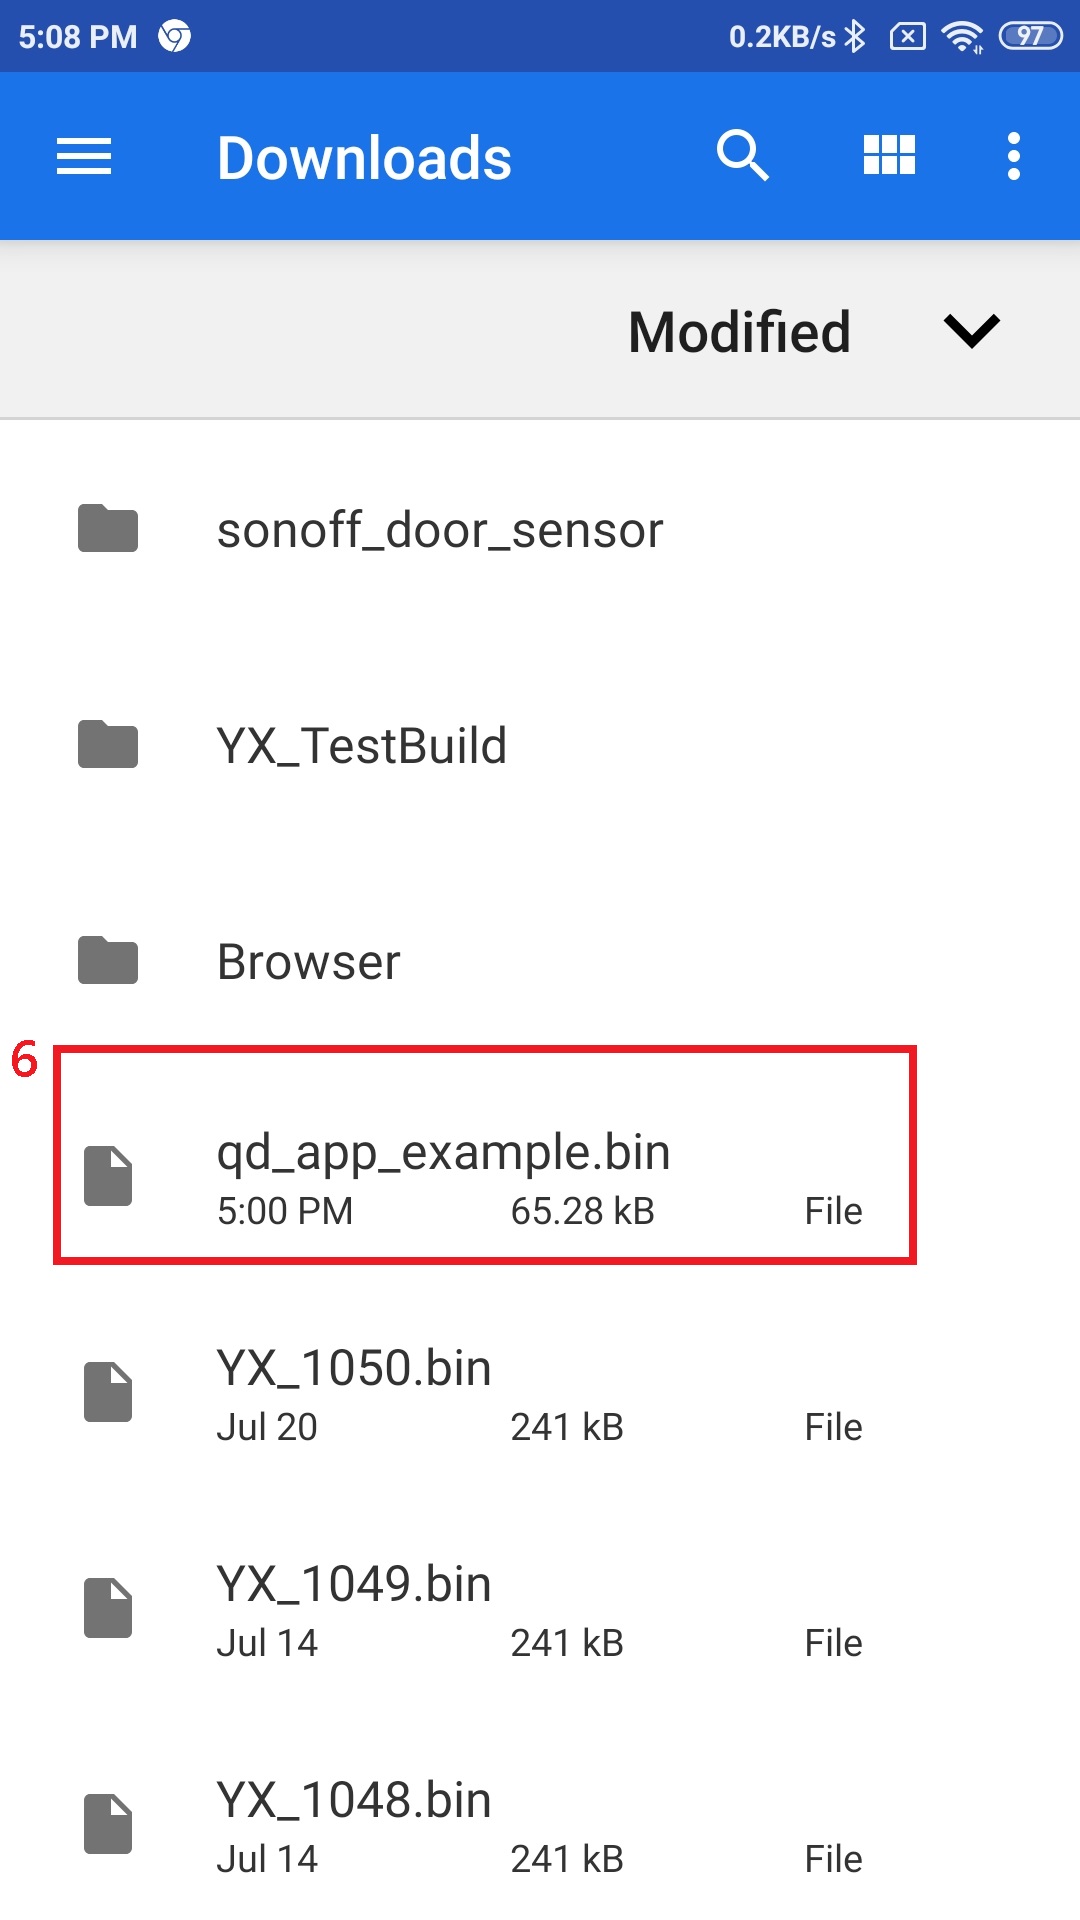 5:08 PM 0.2KB/s 97
Downloads
Modified
sonoff_door_sensor
YX_TestBuild
Browser
6
qd_app_example.bin
5:00 PM 65.28 kB File
YX_1050.bin
Jul 20 241 kB File
YX_1049.bin
Jul 14 241 kB File
YX_1048.bin
Jul 14 241 kB File